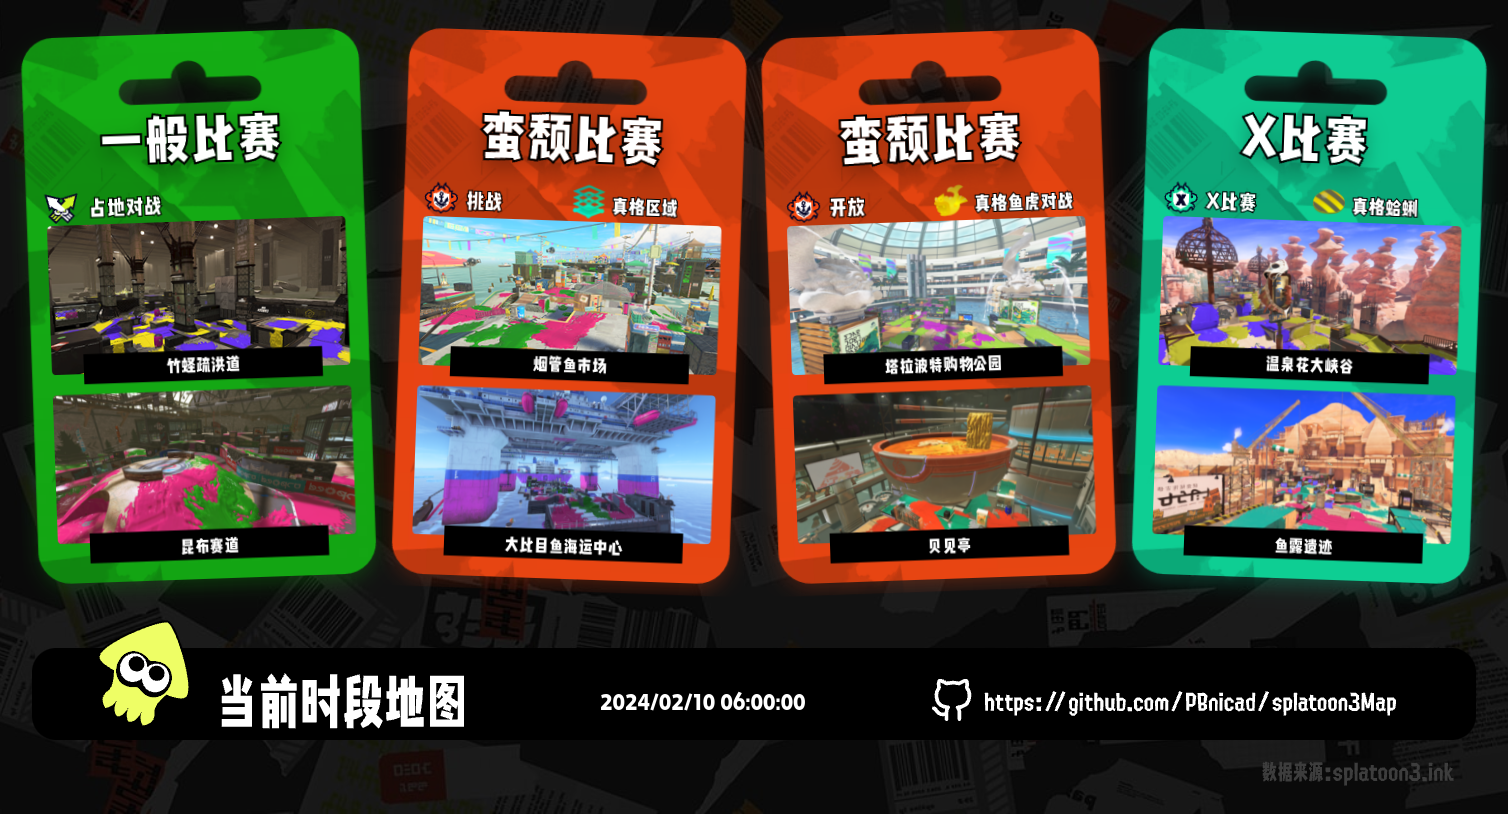 一般比赛
占地对战
竹蛏疏洪道
昆布赛道
蛮颓比赛
挑战
真格区域
烟管鱼市场
大比目鱼海运中心
蛮颓比赛
开放
真格鱼虎对战
塔拉波特购物公园
贝见亭
X比赛
X比赛
真格蛤蜊
温泉花大峡谷
鱼露遗迹
当前时段地图
2024/02/10 06:00:00
https://github.com/PBnicad/splatoon3Map
数据来源:splatoon3.ink